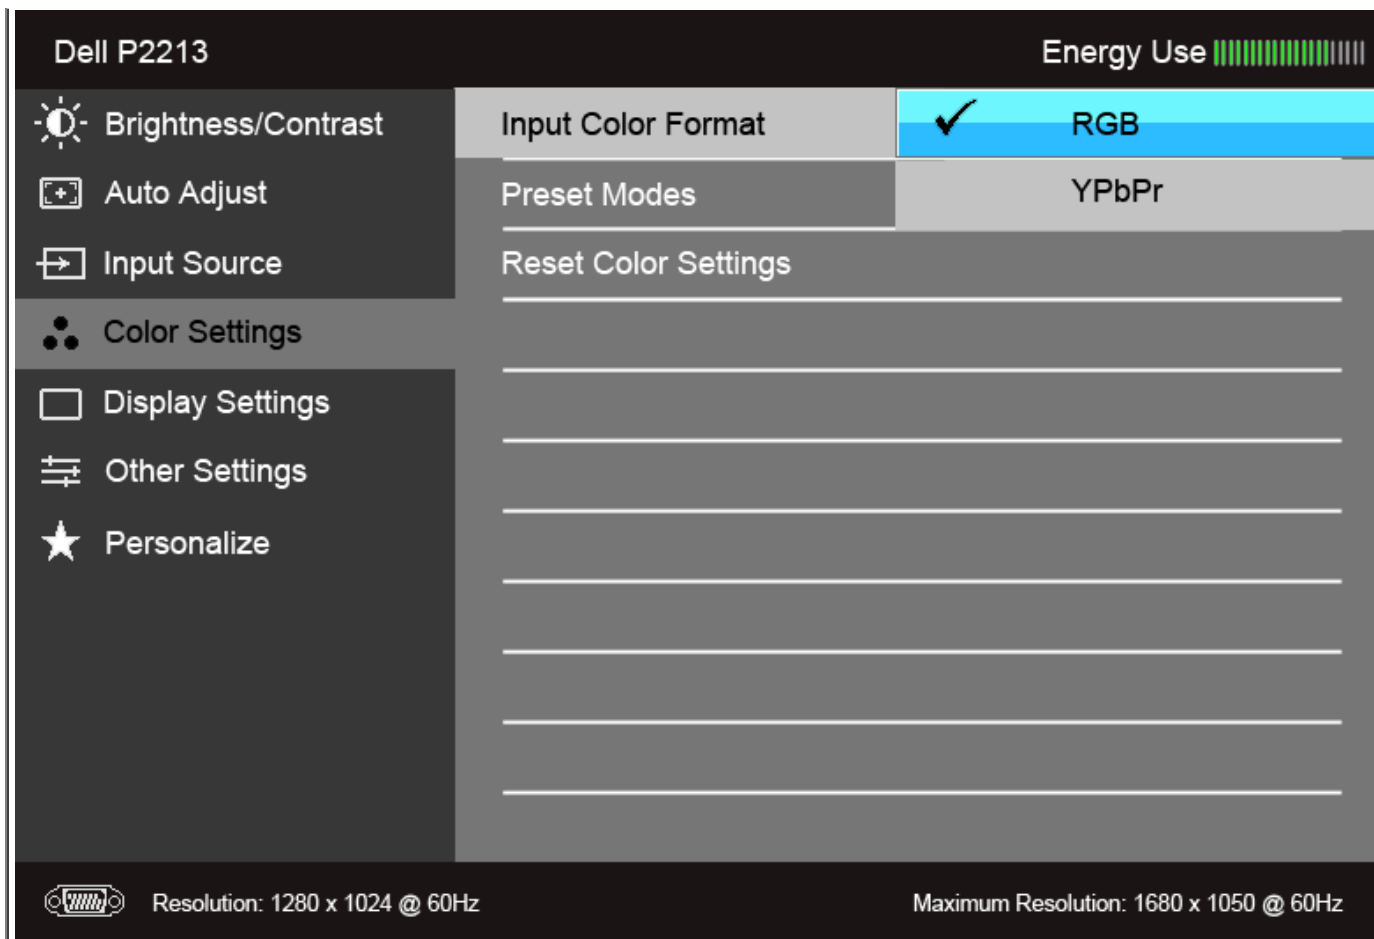 Dell P2213
Energy Use
Brightness/Contrast
Input Color Format
RGB
Auto Adjust
Preset Modes
YPbPr
Input Source
Reset Color Settings
Color Settings
Display Settings
Other Settings
Personalize
Resolution: 1280 x 1024 @ 60Hz
Maximum Resolution: 1680 x 1050 @ 60Hz